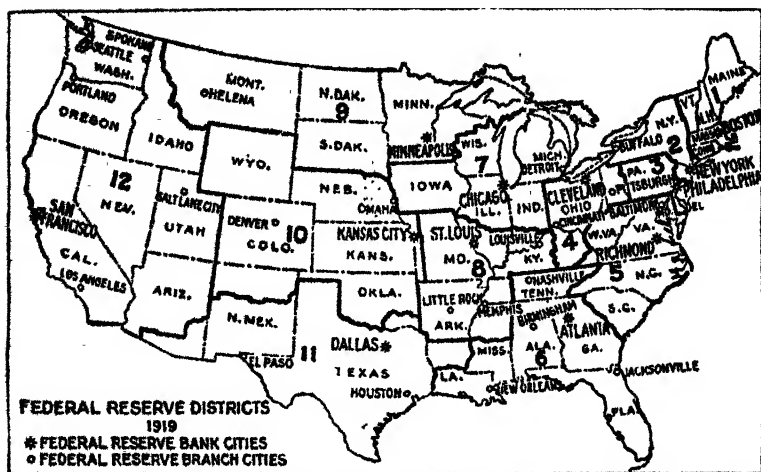 SPOKANE
SEATTLE
WASH.
PORTLAND
OREGON
IDAHO
MONT.
HELENA
WYO.
12
NEV.
SALT LAKE CITY
UTAH
SAN FRANCISCO
CAL.
LOS ANGELES
ARIZ.
N.DAK.
9
S.DAK.
NEB.
OMAHA
DENVER
COLO.
10
KANSAS CITY
KANS.
OKLA.
N.MEX.
EL PASO
11
DALLAS
TEXAS
HOUSTON
MINN.
MINNEAPOLIS
WIS.
7
IOWA
CHICAGO
ILL.
MICH.
DETROIT
IND.
ST. LOUIS
MO.
8
LITTLE ROCK
ARK.
MEMPHIS
LOUISVILLE
KY.
NASHVILLE
TENN.
CLEVELAND
OHIO
CINCINNATI
4
PITTSBURGH
PA.
3
BUFFALO
N.Y.
2
VT.
N.H.
MAINE
1
MASS.
CONN.
BOSTON
NEW YORK
PHILADELPHIA
DEL
BALTIMORE
W.VA
VA.
RICHMOND
5
N.C.
S.C.
BIRMINGHAM
ATLANTA
ALA.
GA.
6
MISS.
LA.
NEW ORLEANS
JACKSONVILLE
FLA.
FEDERAL RESERVE DISTRICTS
1919
* FEDERAL RESERVE BANK CITIES
o FEDERAL RESERVE BRANCH CITIES